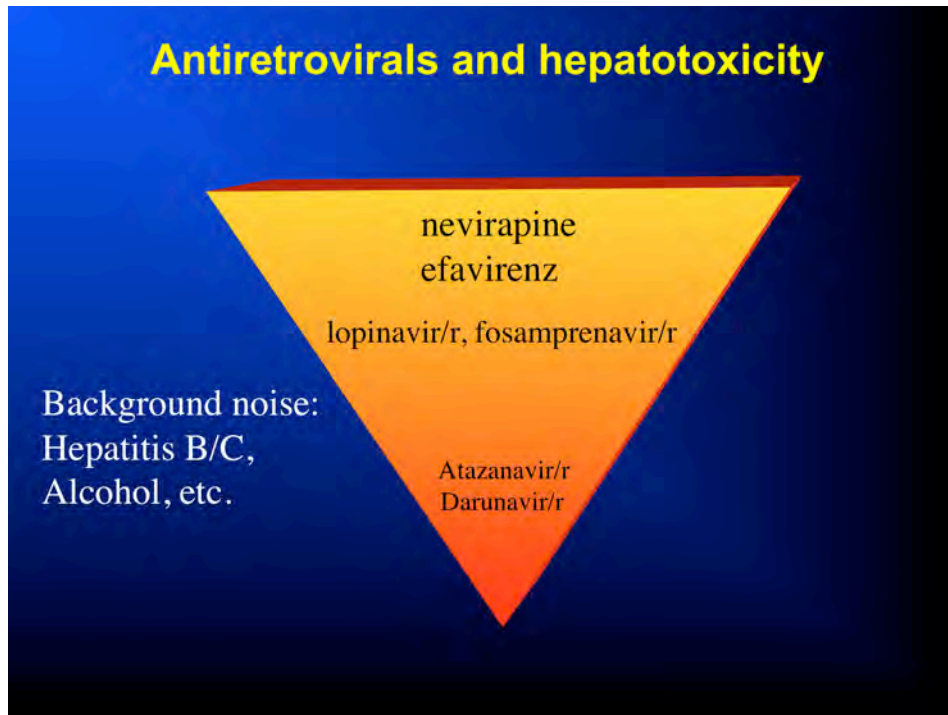 Antiretrovirals and hepatotoxicity
nevirapine
efavirenz
lopinavir/r, fosamprenavir/r
Background noise:
Hepatitis B/C,
Alcohol, etc.
Atazanavir/r
Darunavir/r